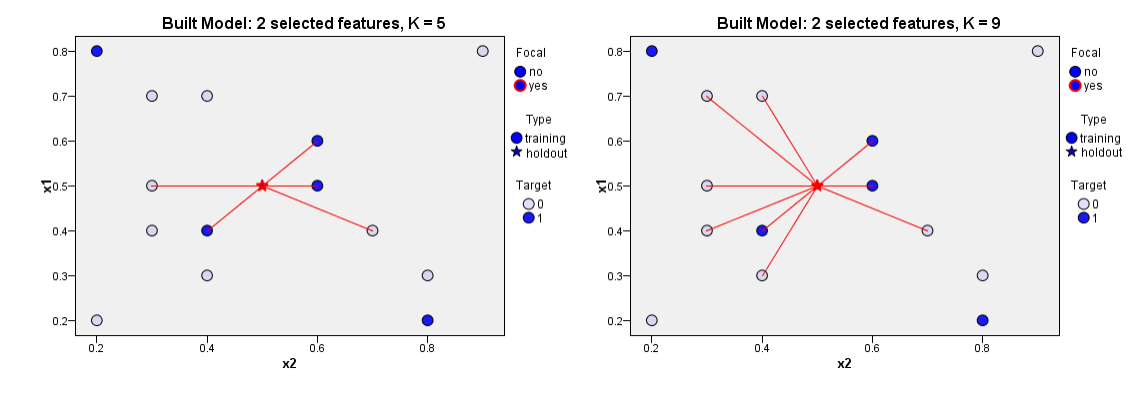 Built Model: 2 selected features, K = 5
x1
0.8
0.7
0.6
0.5
0.4
0.3
0.2
0.2
0.4
0.6
0.8
x2
Focal
no
yes
Type
training
holdout
Target
0
1
Built Model: 2 selected features, K = 9
x1
0.8
0.7
0.6
0.5
0.4
0.3
0.2
0.2
0.4
0.6
0.8
x2
Focal
no
yes
Type
training
holdout
Target
0
1